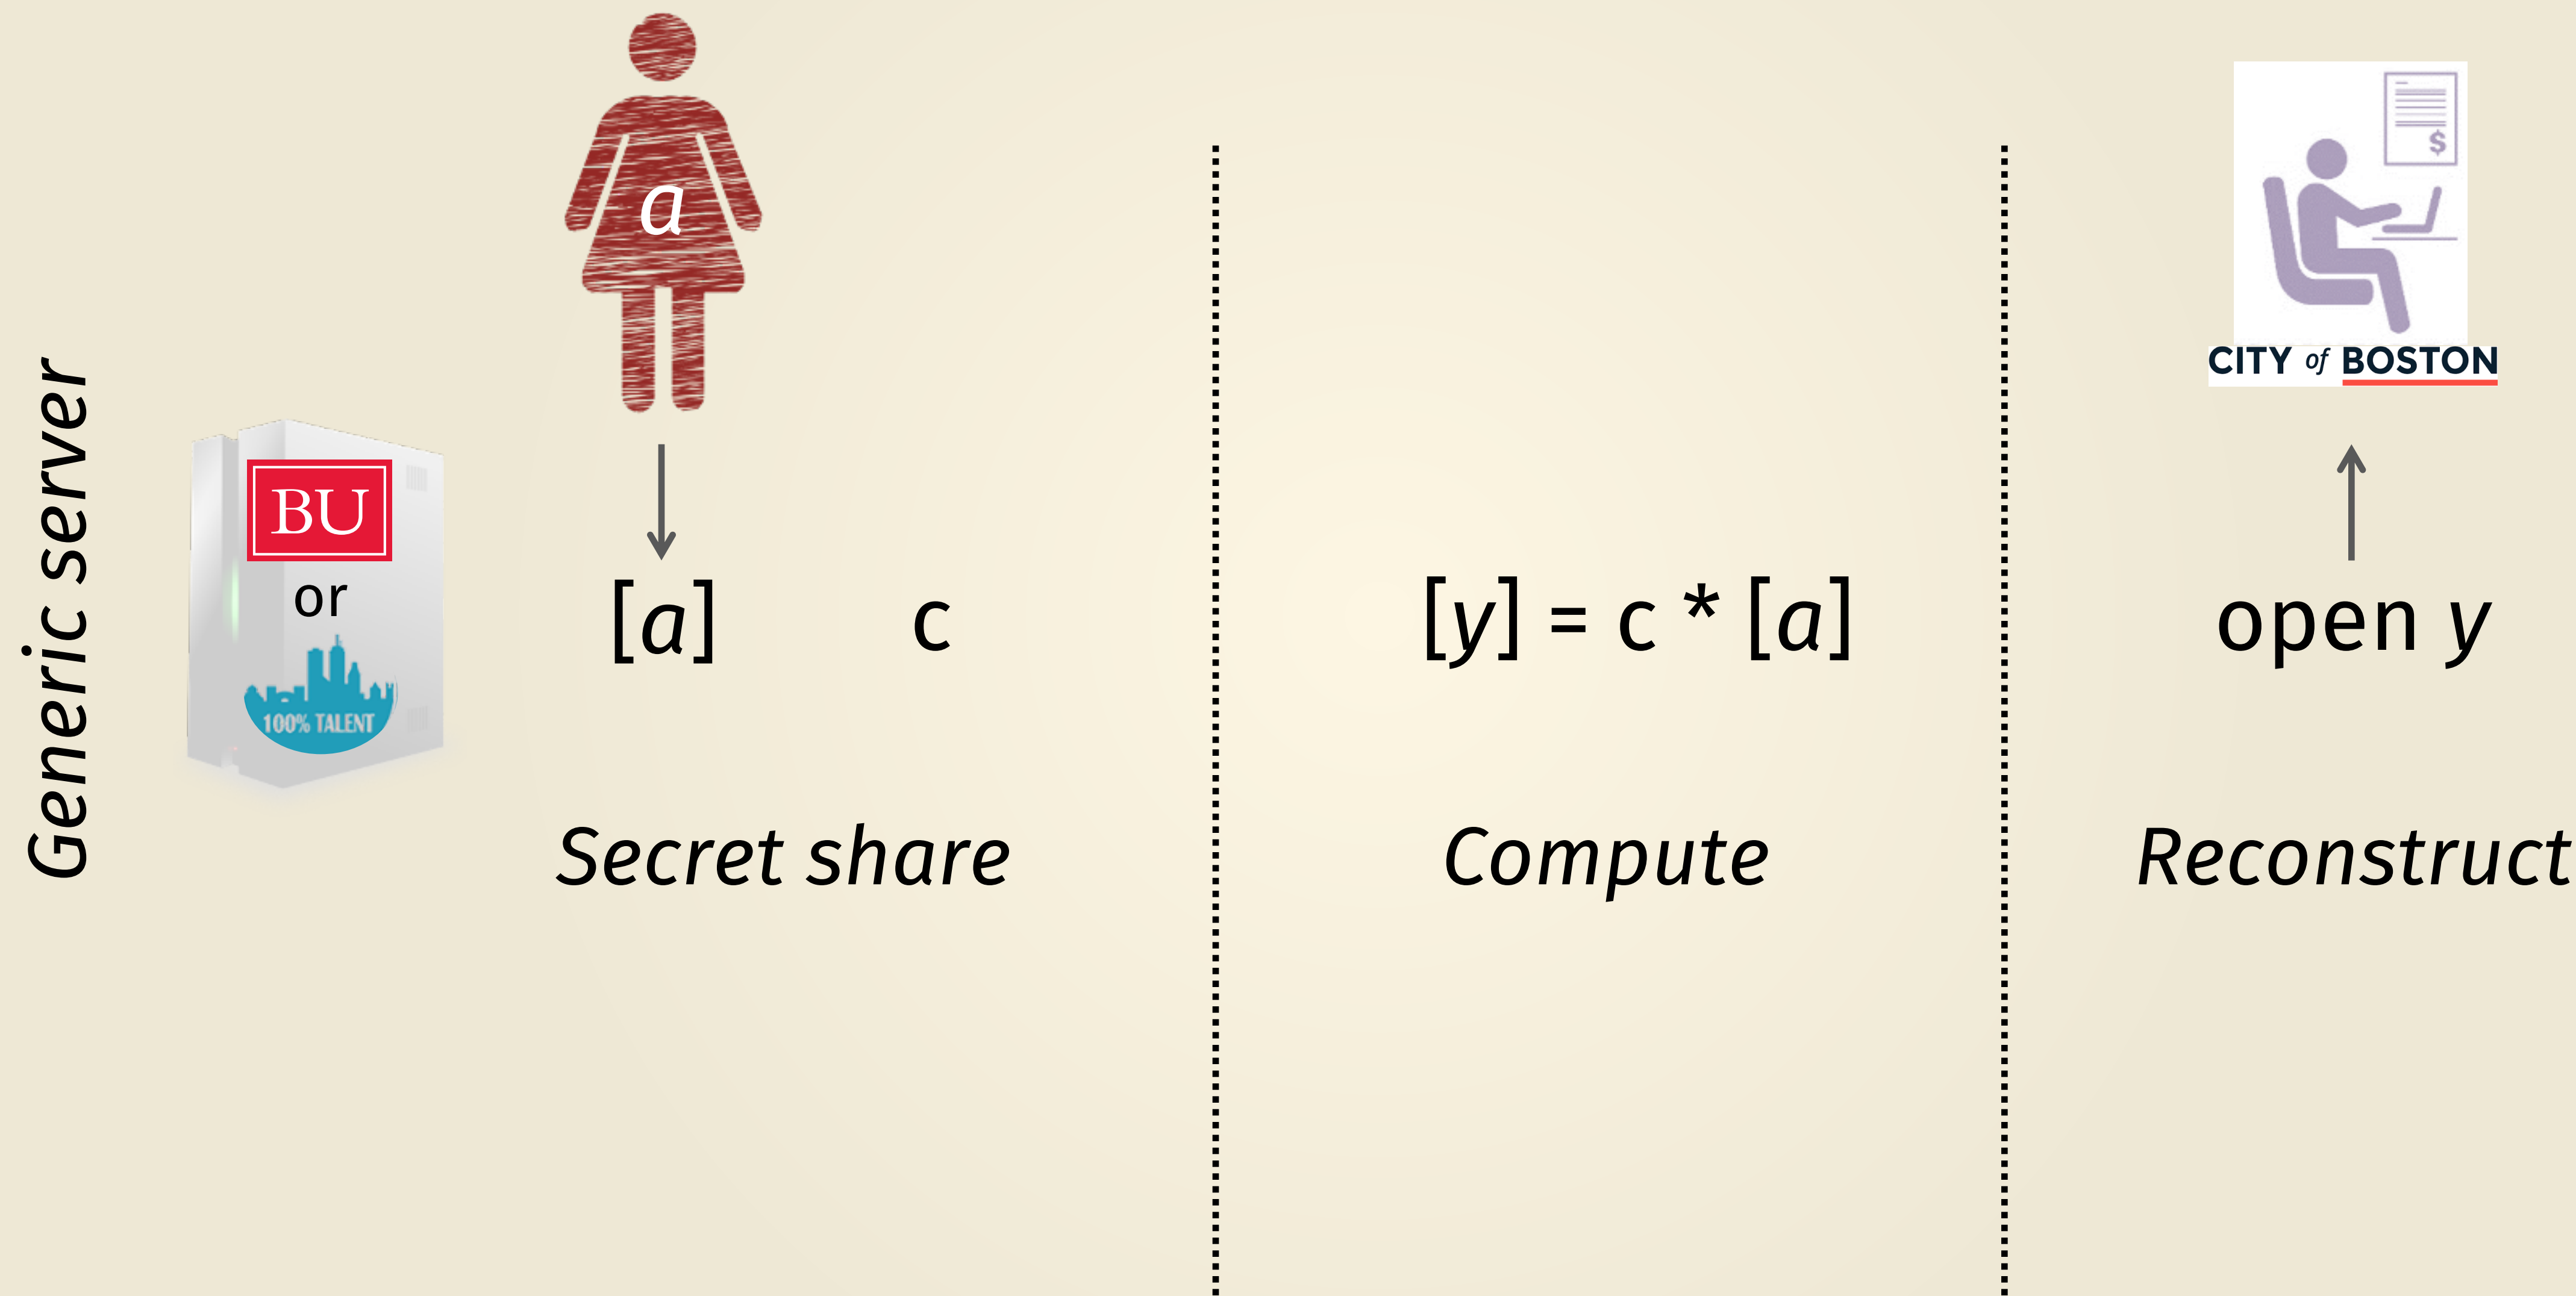 Generic server
BU
or
100% TALENT
a
[a]
c
Secret share
[y] = c * [a]
Compute
$
CITY of BOSTON
open y
Reconstruct